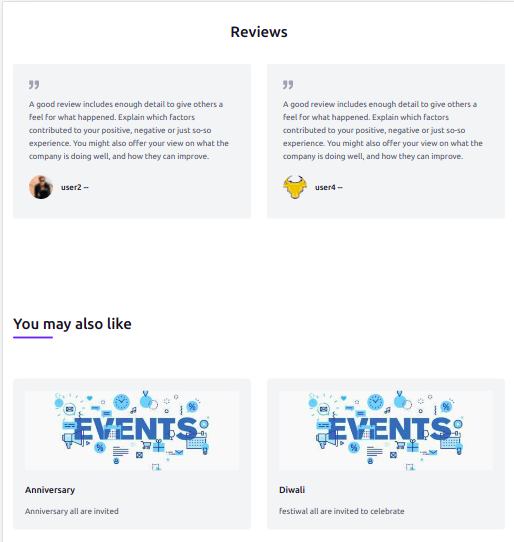 Reviews
A good review includes enough detail to give others a
feel for what happened. Explain which factors
contributed to your positive, negative or just so-so
experience. You might also offer your view on what the
company is doing well, and how they can improve.
user2 --
A good review includes enough detail to give others a
feel for what happened. Explain which factors
contributed to your positive, negative or just so-so
experience. You might also offer your view on what the
company is doing well, and how they can improve.
user4 --
You may also like
EVENTS
Anniversary
Anniversary all are invited
EVENTS
Diwali
festiwal all are invited to celebrate